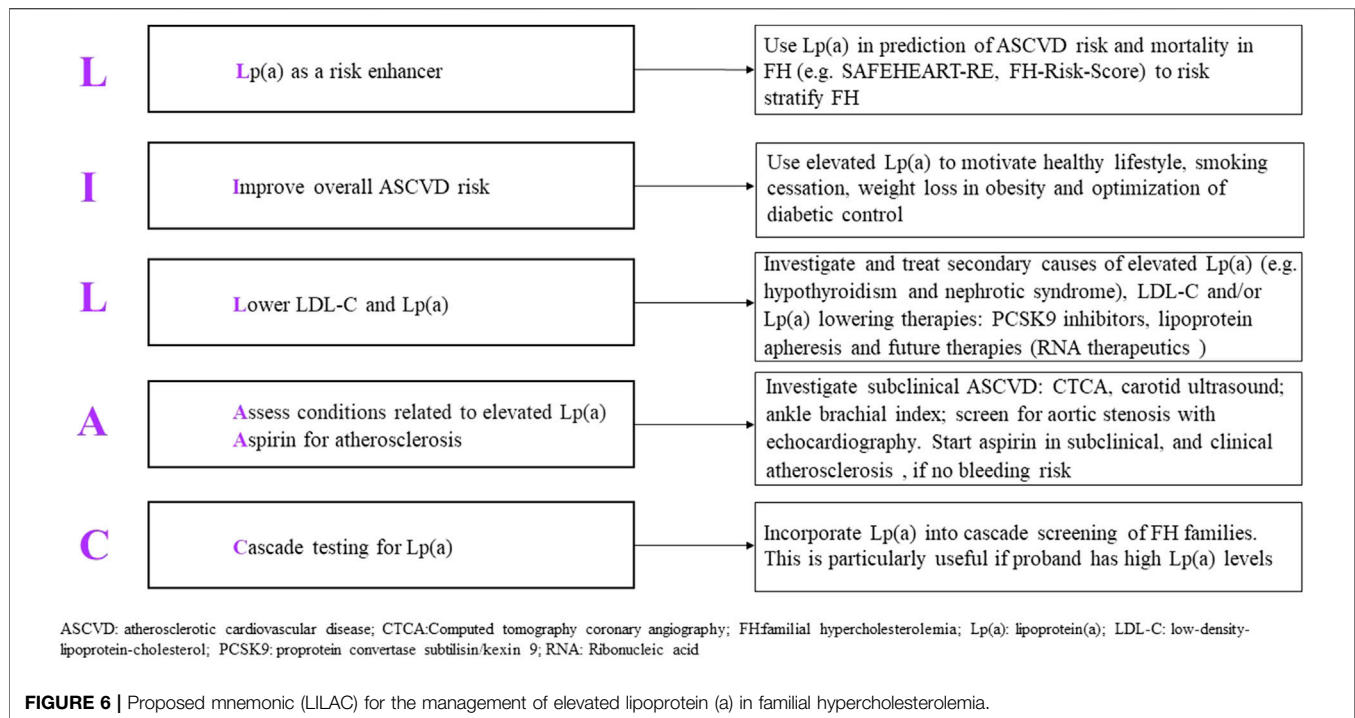 L
Lp(a) as a risk enhancer
Use Lp(a) in prediction of ASCVD risk and mortality in
FH (e.g. SAFEHEART-RE, FH-Risk-Score) to risk
stratify FH
I
Improve overall ASCVD risk
Use elevated Lp(a) to motivate healthy lifestyle, smoking
cessation, weight loss in obesity and optimization of
diabetic control
L
Lower LDL-C and Lp(a)
Investigate and treat secondary causes of elevated Lp(a) (e.g.
hypothyroidism and nephrotic syndrome), LDL-C and/or
Lp(a) lowering therapies: PCSK9 inhibitors, lipoprotein
apheresis and future therapies (RNA therapeutics )
A
Assess conditions related to elevated Lp(a)
Aspirin for atherosclerosis
Investigate subclinical ASCVD: CTCA, carotid ultrasound;
ankle brachial index; screen for aortic stenosis with
echocardiography. Start aspirin in subclinical, and clinical
atherosclerosis , if no bleeding risk
C
Cascade testing for Lp(a)
Incorporate Lp(a) into cascade screening of FH families.
This is particularly useful if proband has high Lp(a) levels
ASCVD: atherosclerotic cardiovascular disease; CTCA:Computed tomography coronary angiography; FH:familial hypercholesterolemia; Lp(a): lipoprotein(a); LDL-C: low-density-
lipoprotein-cholesterol; PCSK9: proprotein convertase subtilisin/kexin 9; RNA: Ribonucleic acid
FIGURE 6 | Proposed mnemonic (LILAC) for the management of elevated lipoprotein (a) in familial hypercholesterolemia.